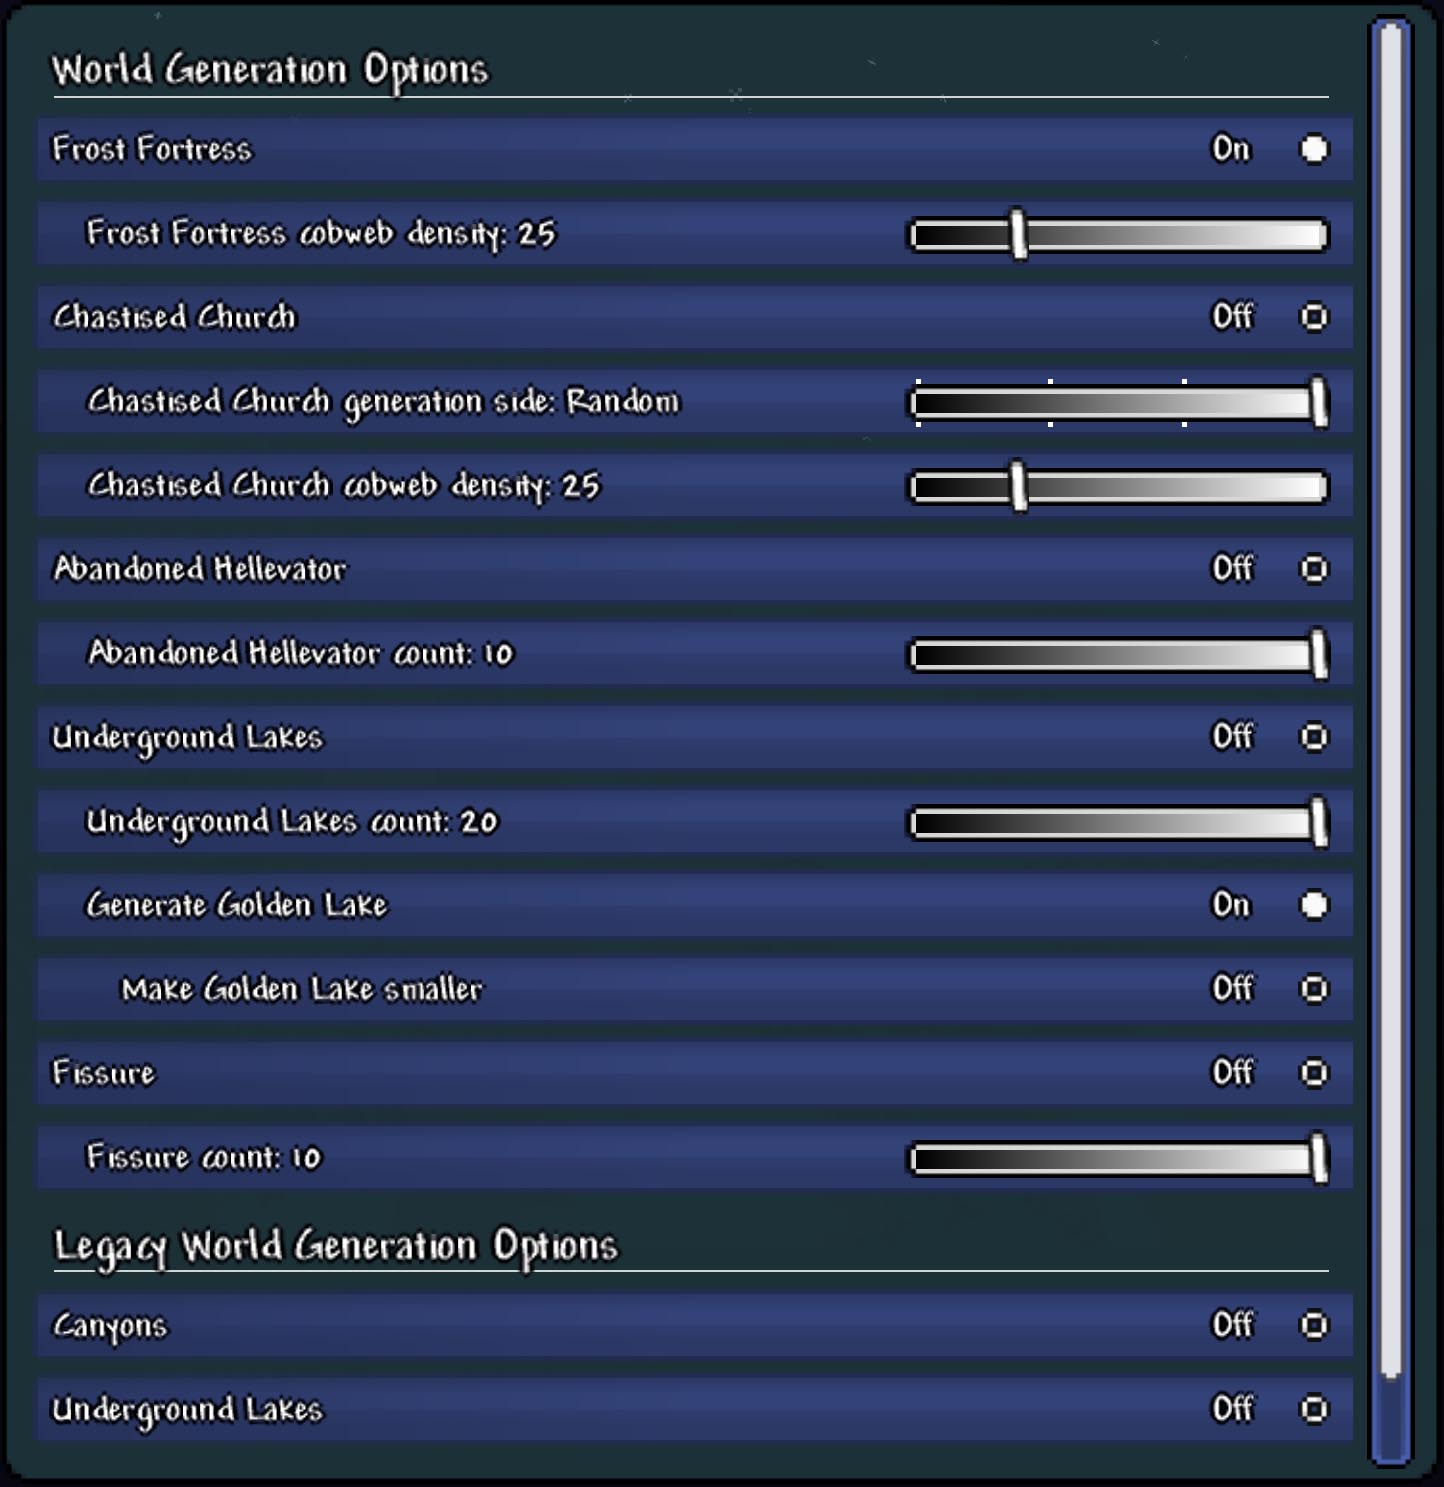 World Generation Options
Frost Fortress On
Frost Fortress cobweb density: 25
Chastised Church Off
Chastised Church generation side: Random
Chastised Church cobweb density: 25
Abandoned Hellevator Off
Abandoned Hellevator count: 10
Underground Lakes Off
Underground Lakes count: 20
Generate Golden Lake On
Make Golden Lake smaller Off
Fissure Off
Fissure count: 10
Legacy World Generation Options
Canyons Off
Underground Lakes Off